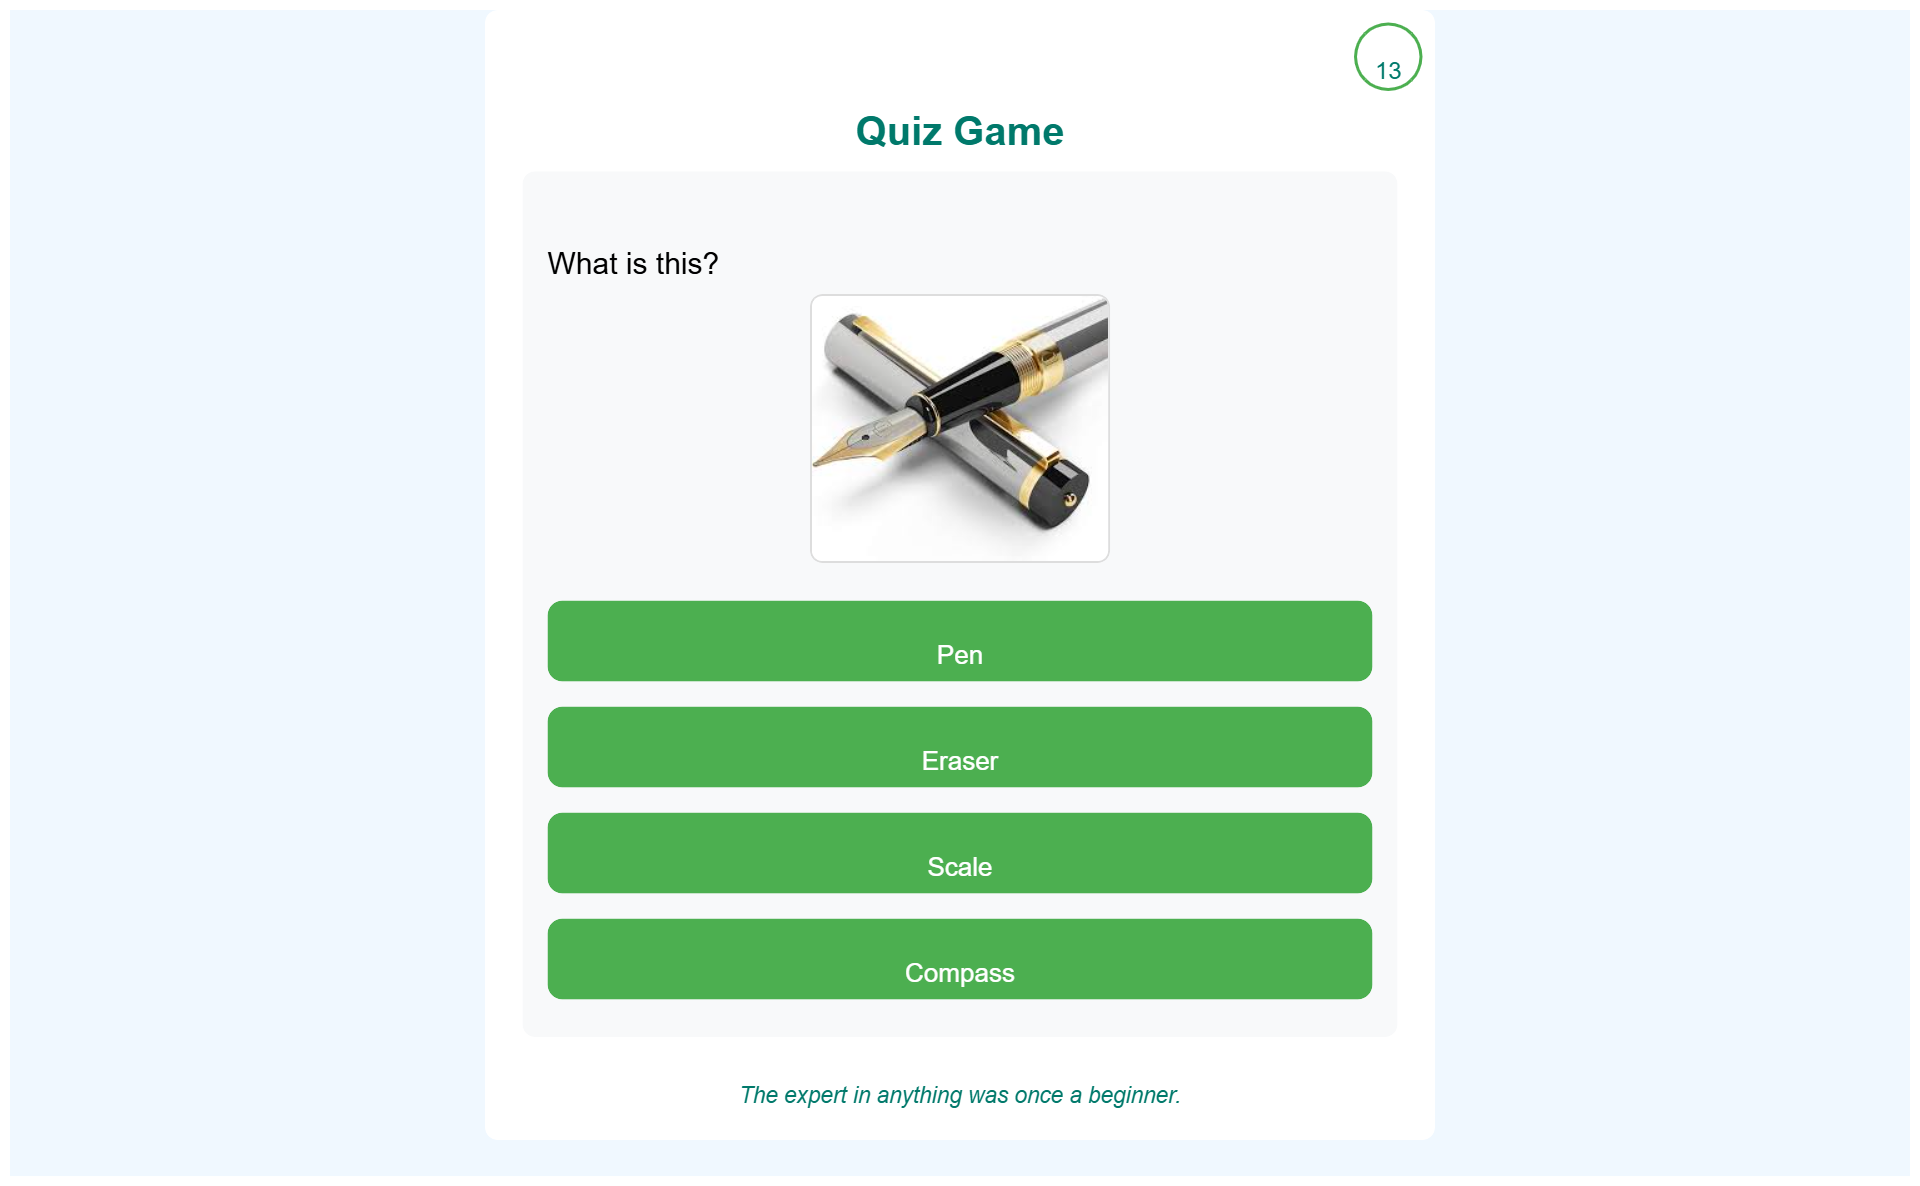 13
Quiz Game
What is this?
Pen
Eraser
Scale
Compass
The expert in anything was once a beginner.